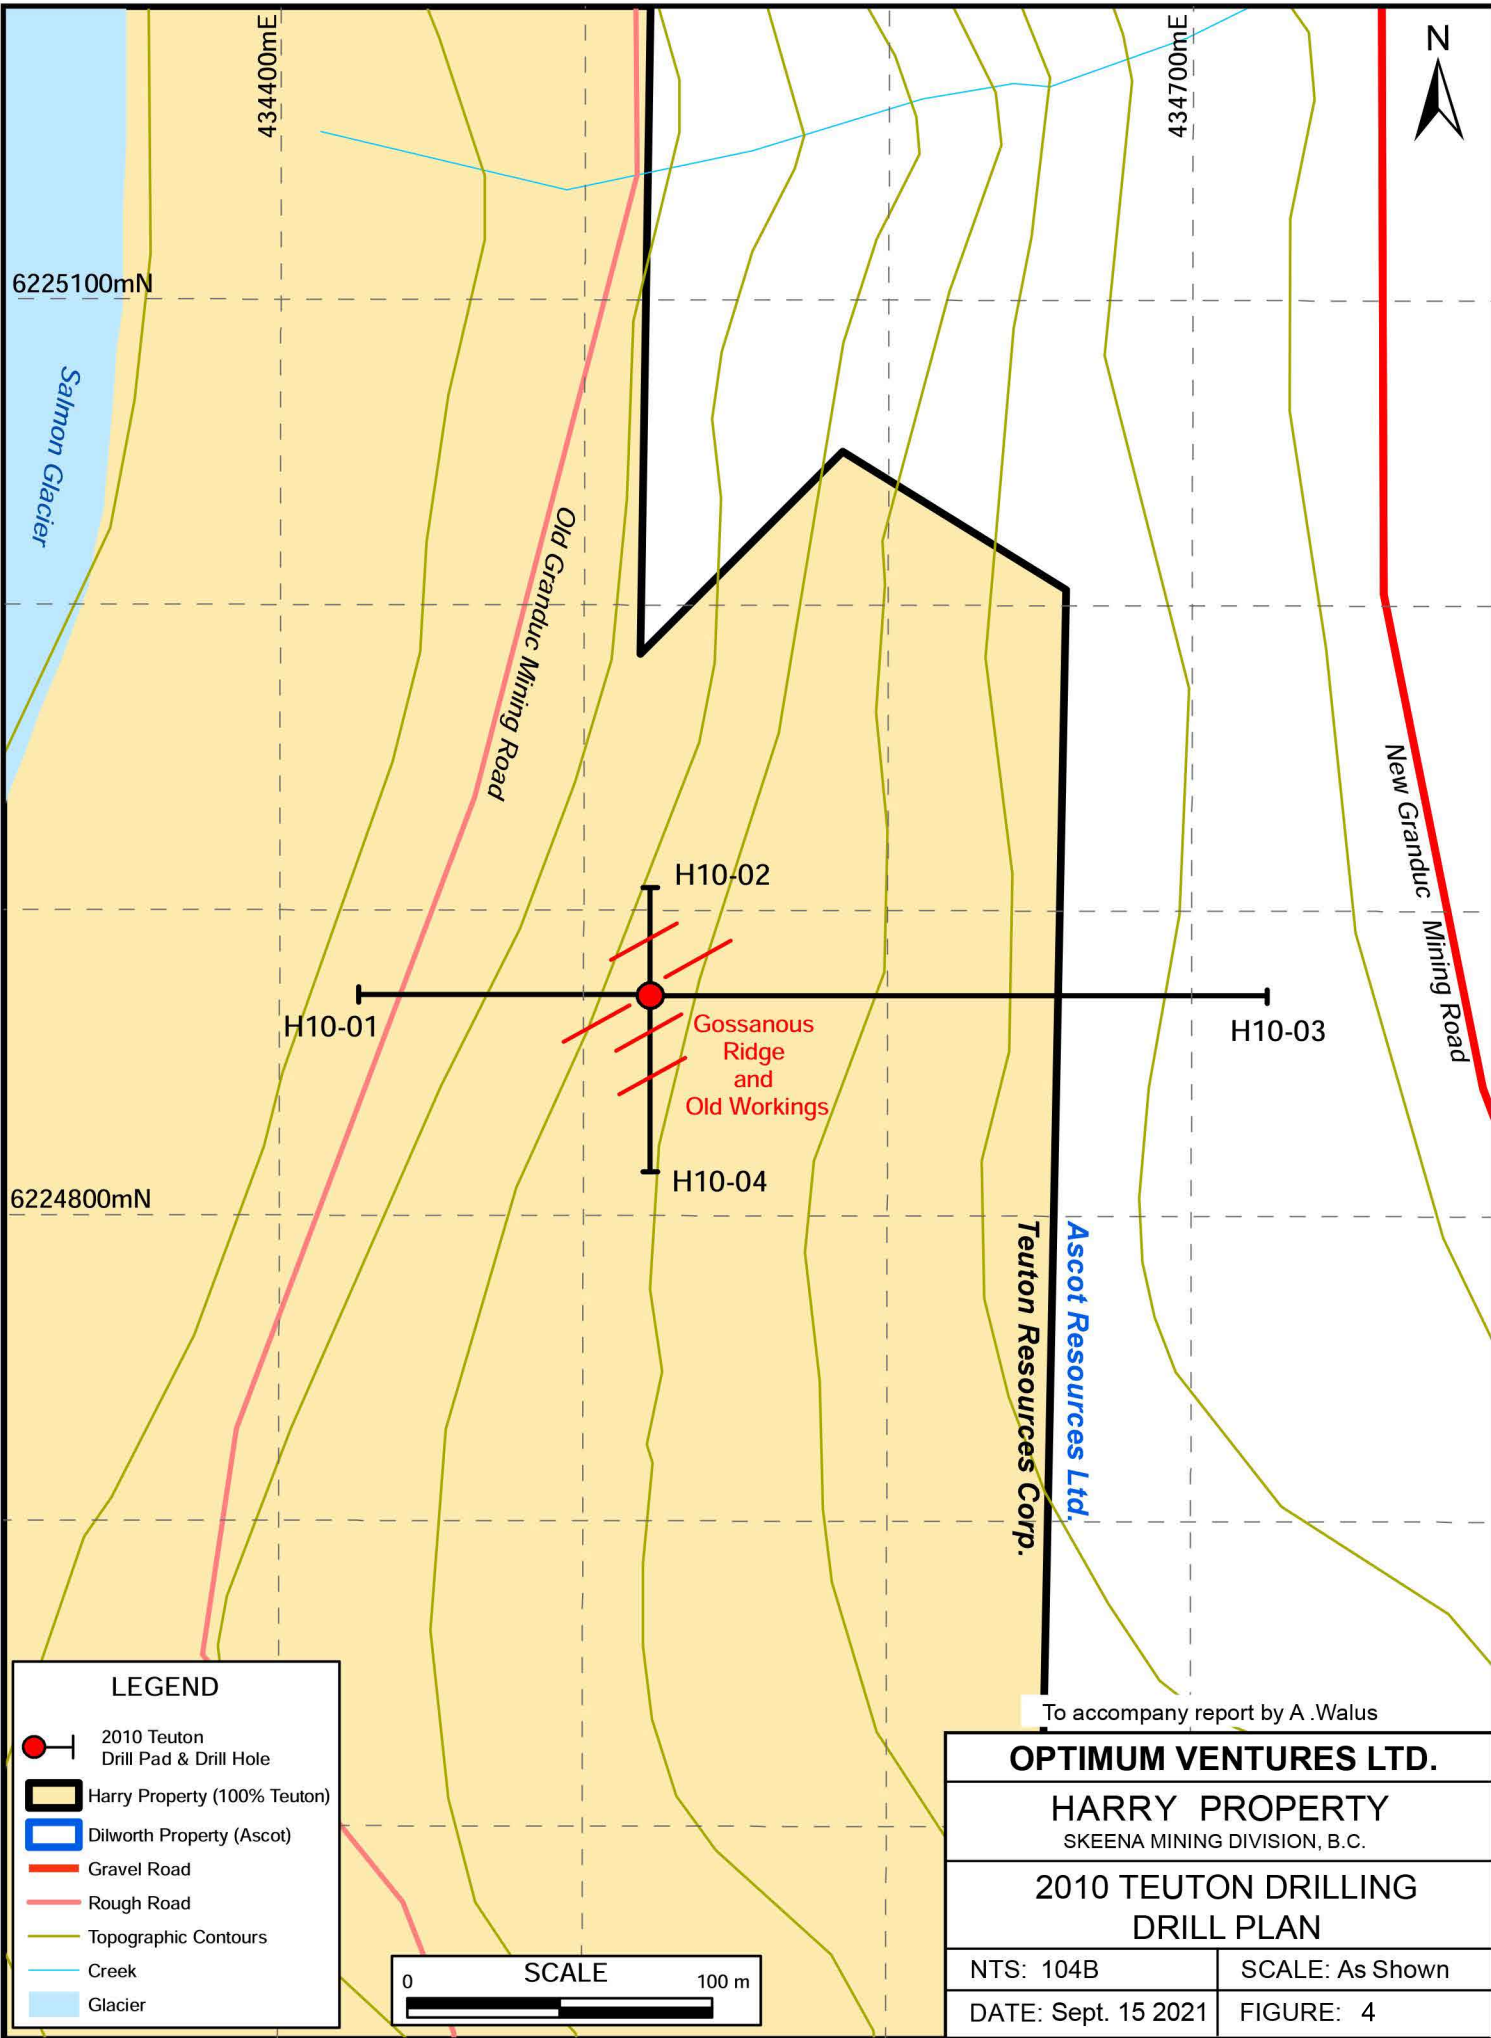 434400mE
434700mE
N
6225100mN
Salmon Glacier
Old Granduc Mining Road
New Granduc Mining Road
H10-02
H10-01
H10-03
Gossanous
Ridge
and
Old Workings
H10-04
6224800mN
Teuton Resources Corp.
Ascot Resources Ltd.
LEGEND
2010 Teuton
Drill Pad & Drill Hole
Harry Property (100% Teuton)
Dilworth Property (Ascot)
Gravel Road
Rough Road
Topographic Contours
Creek
Glacier
0 SCALE 100 m
To accompany report by A .Walus
OPTIMUM VENTURES LTD.
HARRY PROPERTY
SKEENA MINING DIVISION, B.C.
2010 TEUTON DRILLING
DRILL PLAN
NTS: 104B SCALE: As Shown
DATE: Sept. 15 2021 FIGURE: 4